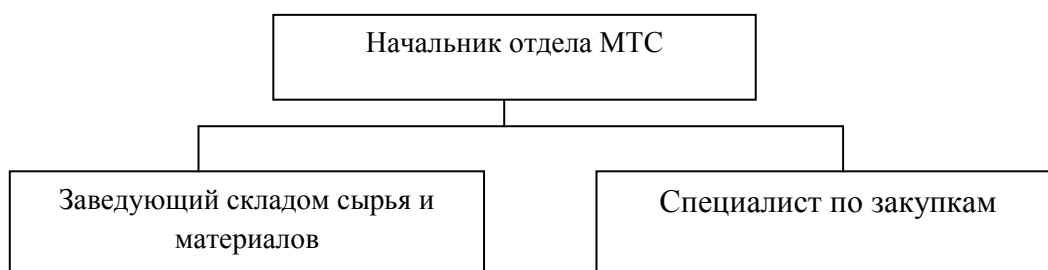 Начальник отдела МТС
Заведующий складом сырья и
материалов
Специалист по закупкам